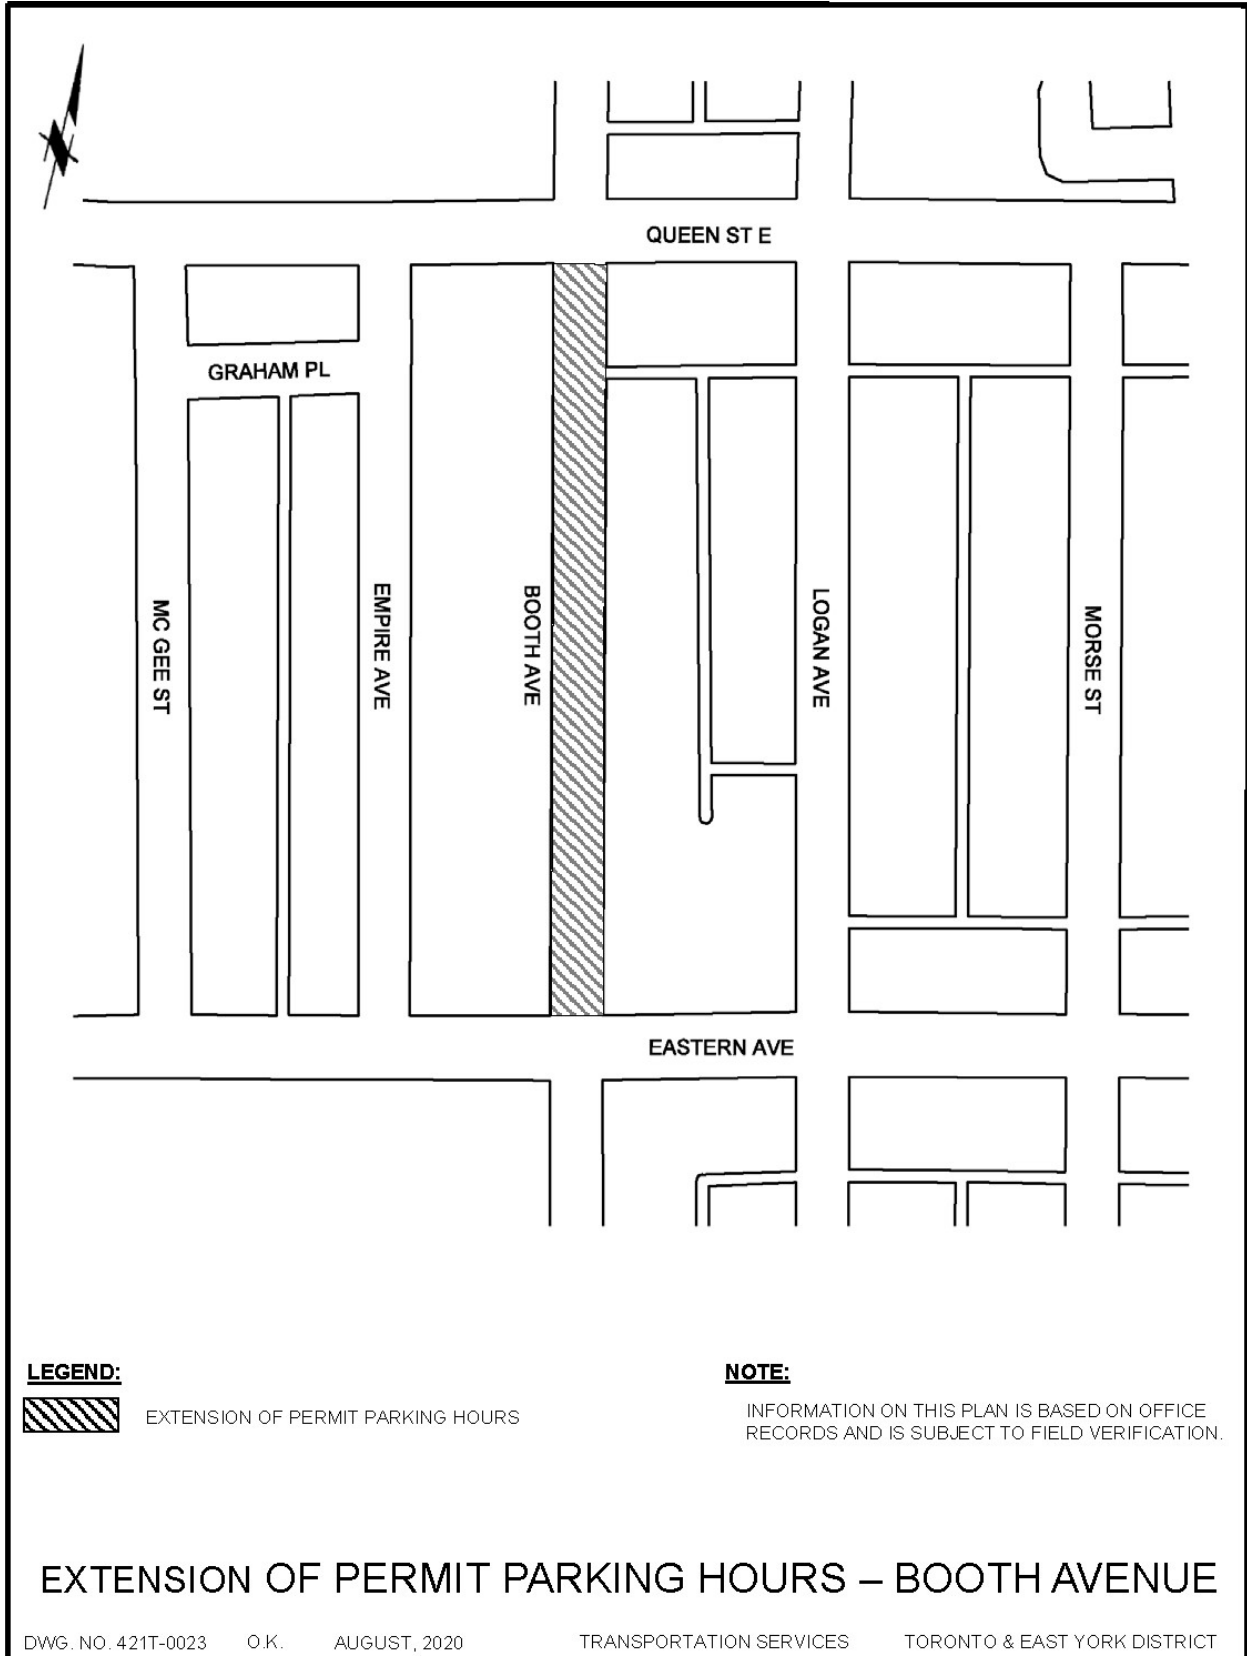 QUEEN ST E
GRAHAM PL
MC GEE ST
EMPIRE AVE
BOOTH AVE
LOGAN AVE
MORSE ST
EASTERN AVE
LEGEND:
EXTENSION OF PERMIT PARKING HOURS
NOTE:
INFORMATION ON THIS PLAN IS BASED ON OFFICE
RECORDS AND IS SUBJECT TO FIELD VERIFICATION.
EXTENSION OF PERMIT PARKING HOURS – BOOTH AVENUE
DWG. NO. 421T-0023 O.K. AUGUST, 2020 TRANSPORTATION SERVICES TORONTO & EAST YORK DISTRICT